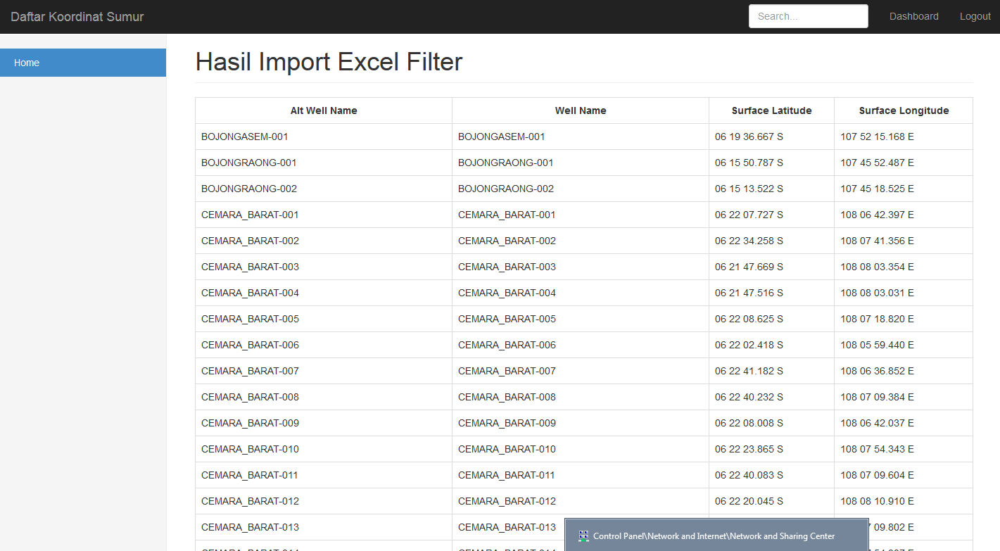 Daftar Koordinat Sumur Search... Dashboard Logout
Home
Hasil Import Excel Filter
Alt Well Name Well Name Surface Latitude Surface Longitude
BOJONGASEM-001 BOJONGASEM-001 06 19 36.667 S 107 52 15.168 E
BOJONGRAONG-001 BOJONGRAONG-001 06 15 50.787 S 107 45 52.487 E
BOJONGRAONG-002 BOJONGRAONG-002 06 15 13.522 S 107 45 18.525 E
CEMARA_BARAT-001 CEMARA_BARAT-001 06 22 07.727 S 108 06 42.397 E
CEMARA_BARAT-002 CEMARA_BARAT-002 06 22 34.258 S 108 07 41.356 E
CEMARA_BARAT-003 CEMARA_BARAT-003 06 21 47.669 S 108 08 03.354 E
CEMARA_BARAT-004 CEMARA_BARAT-004 06 21 47.516 S 108 08 03.031 E
CEMARA_BARAT-005 CEMARA_BARAT-005 06 22 08.625 S 108 07 18.820 E
CEMARA_BARAT-006 CEMARA_BARAT-006 06 22 02.418 S 108 05 59.440 E
CEMARA_BARAT-007 CEMARA_BARAT-007 06 22 41.182 S 108 06 36.852 E
CEMARA_BARAT-008 CEMARA_BARAT-008 06 22 40.232 S 108 07 09.384 E
CEMARA_BARAT-009 CEMARA_BARAT-009 06 22 08.008 S 108 06 42.037 E
CEMARA_BARAT-010 CEMARA_BARAT-010 06 22 23.865 S 108 07 54.343 E
CEMARA_BARAT-011 CEMARA_BARAT-011 06 22 40.083 S 108 07 09.604 E
CEMARA_BARAT-012 CEMARA_BARAT-012 06 22 20.045 S 108 08 10.910 E
CEMARA_BARAT-013 CEMARA_BARAT-013 09.802 E
Control Panel\Network and Internet\Network and Sharing Center